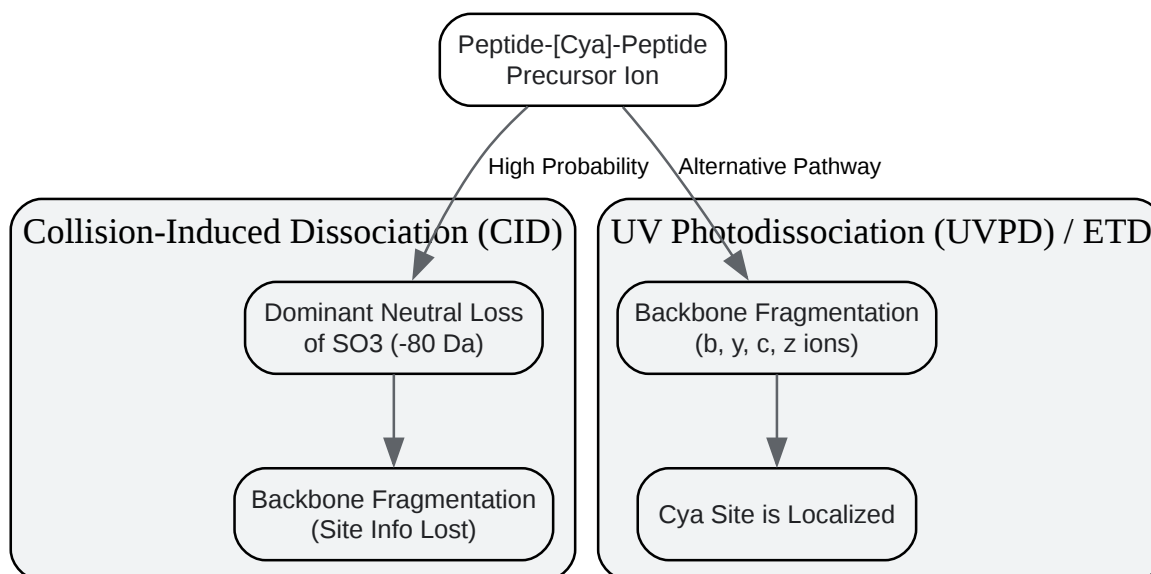 Peptide-[Cya]-Peptide
Precursor Ion
High Probability
Alternative Pathway
Collision-Induced Dissociation (CID)
UV Photodissociation (UVPD) / ETD
Dominant Neutral Loss
of SO3 (-80 Da)
Backbone Fragmentation
(b, y, c, z ions)
Backbone Fragmentation
(Site Info Lost)
Cya Site is Localized